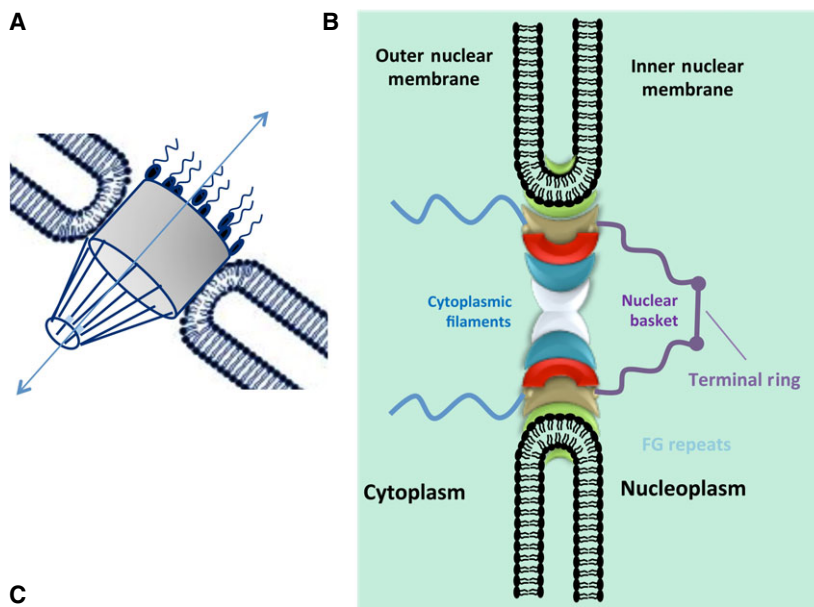 A
B
Outer nuclear
membrane
Inner nuclear
membrane
Cytoplasmic
filaments
Nuclear
basket
Terminal ring
FG repeats
Cytoplasm
Nucleoplasm
C